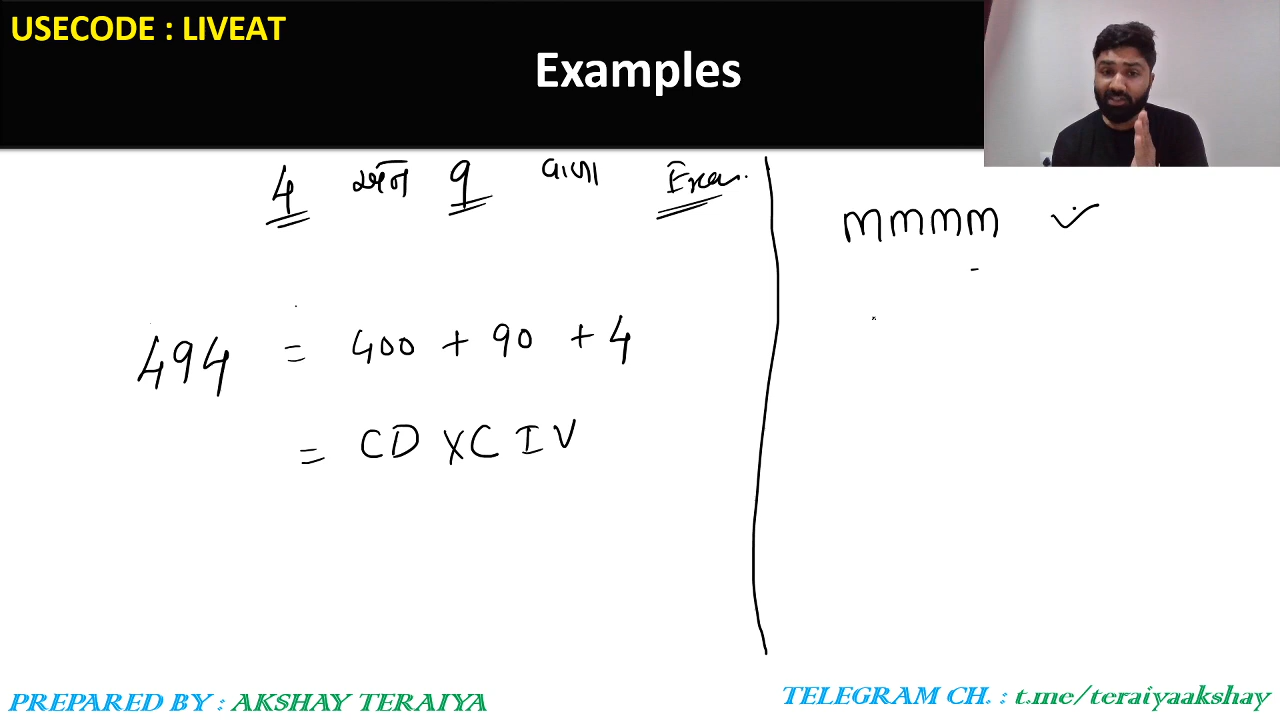 USECODE : LIVEAT
Examples
4 અને 9 વાળા Exam.
494 = 400 + 90 + 4
= CD XC IV
mmmm
PREPARED BY : AKSHAY TERAIYA
TELEGRAM CH. : t.me/teraiyaakshay